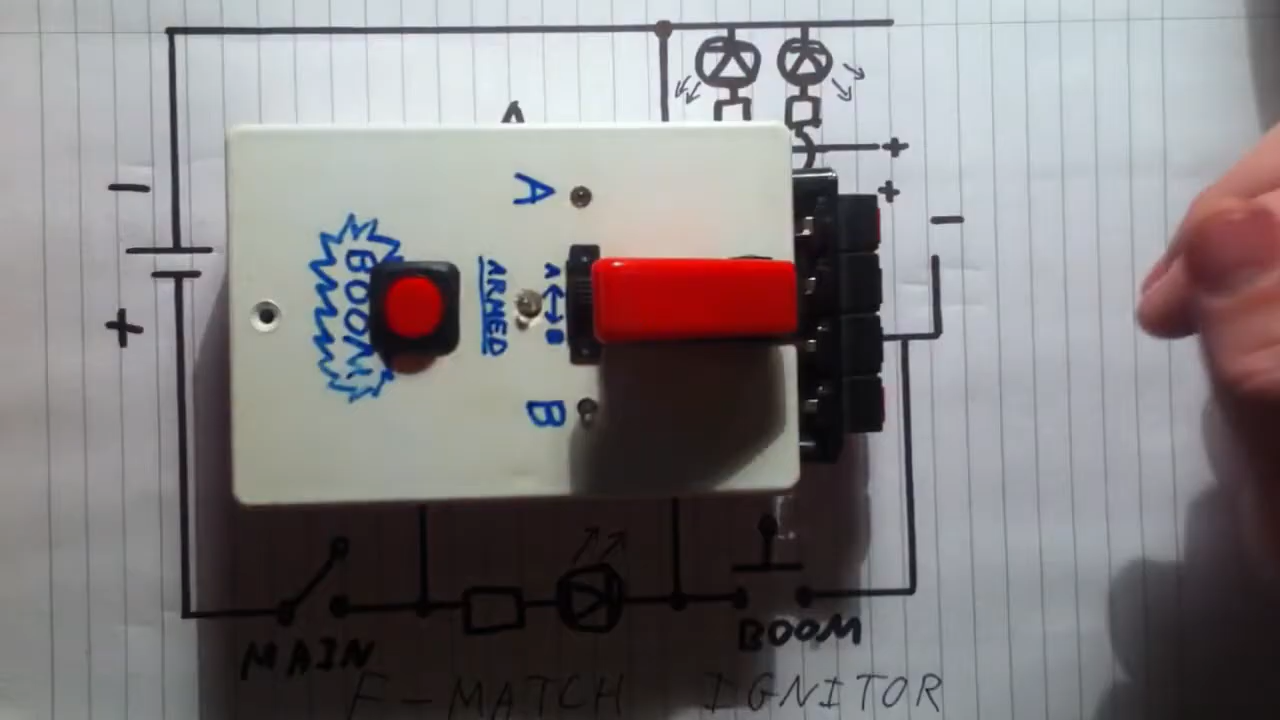 +
+
-
-
+
A
BOOM
ARMED
A ↔ B
B
MAIN
BOOM
E-MATCH IGNITOR